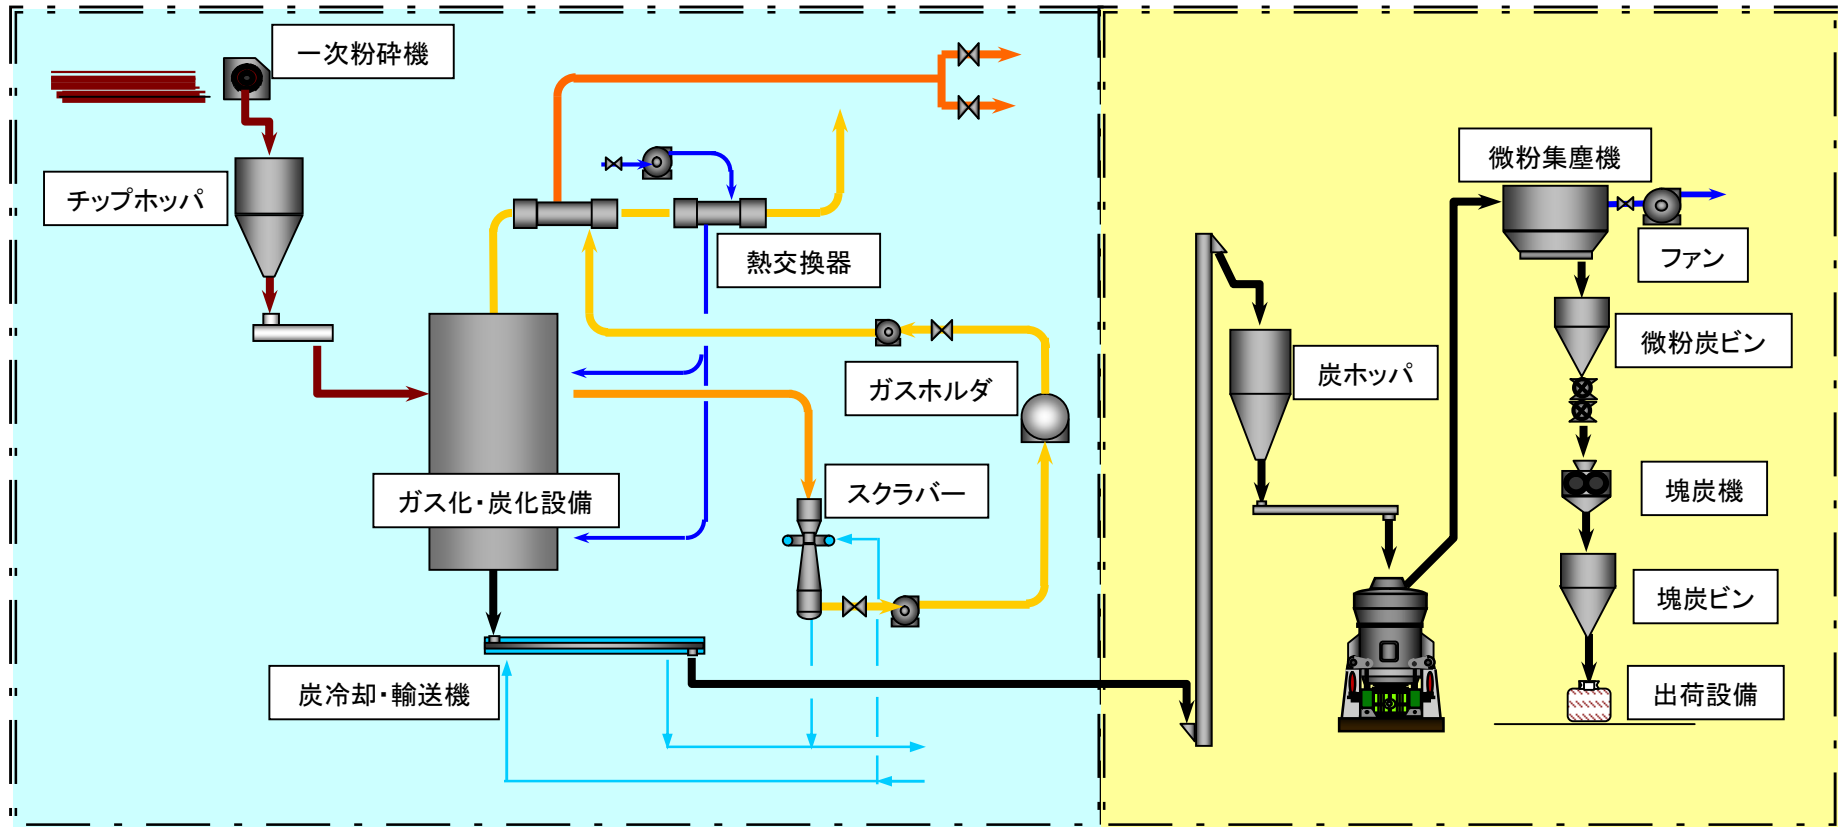 一次粉砕機
チップホッパ
熱交換器
ガスホルダ
ガス化・炭化設備
スクラバー
炭冷却・輸送機
微粉集塵機
ファン
微粉炭ビン
炭ホッパ
塊炭機
塊炭ビン
出荷設備